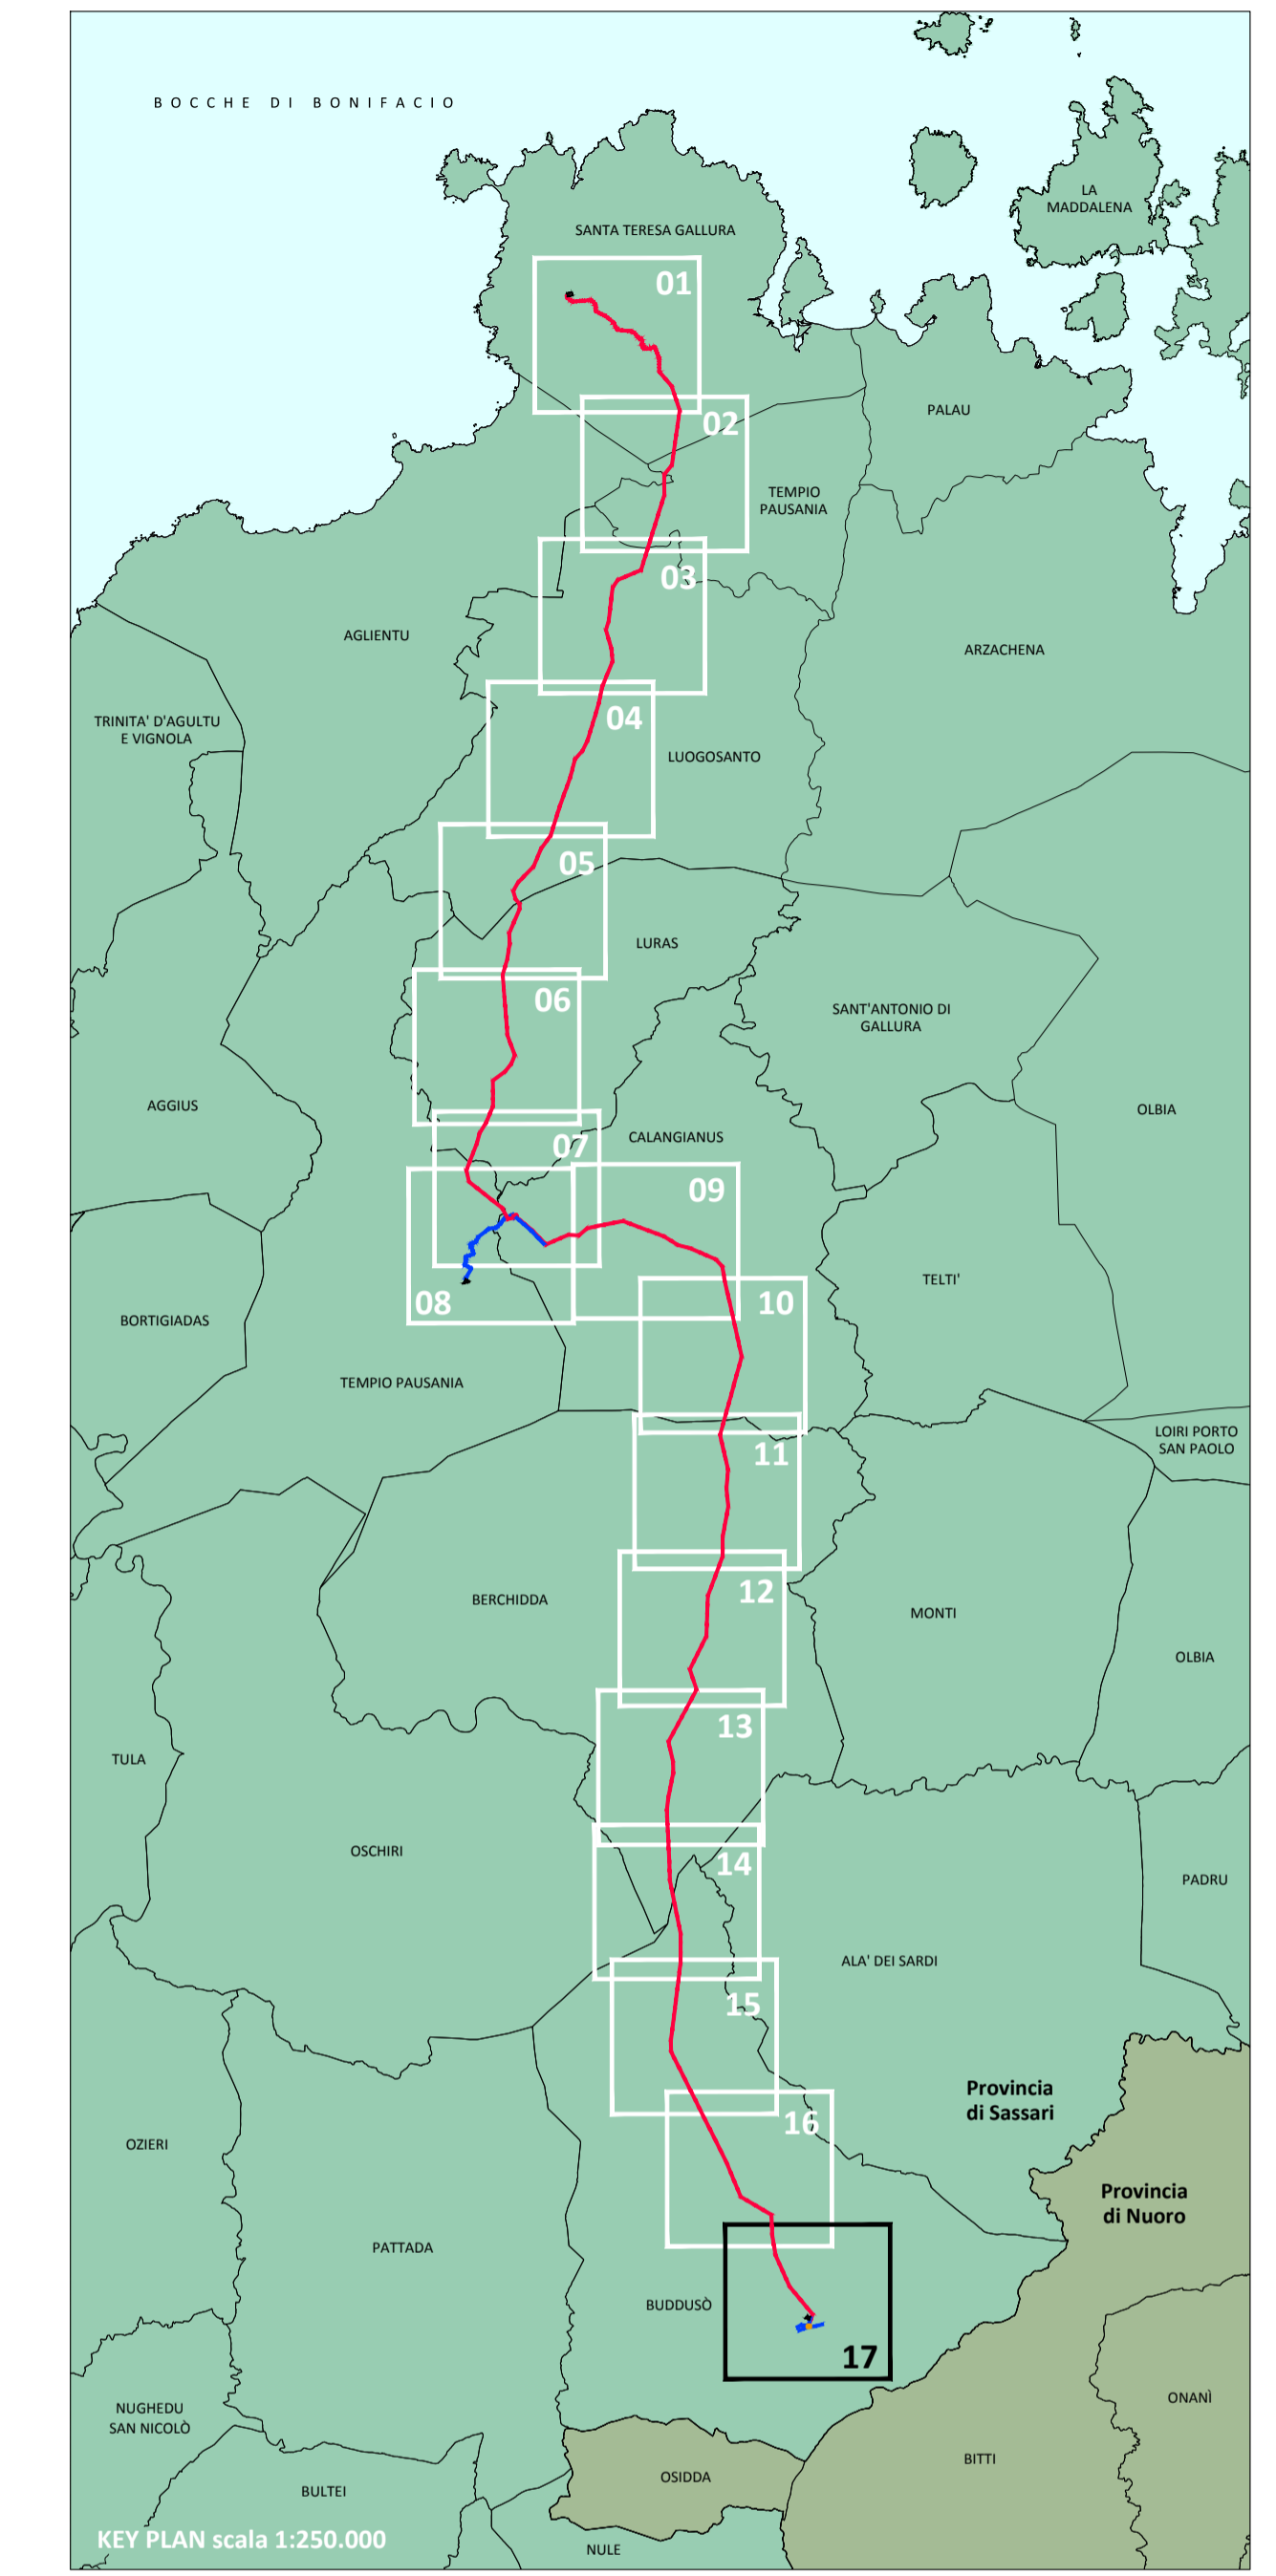 BOCCHE DI BONIFACIO
LA
MADDALENA
SANTA TERESA GALLURA
01
PALAU
02
TEMPIO
PAUSANIA
03
AGLIENTU
ARZACHENA
04
TRINITA' D'AGULTU
E VIGNOLA
LUOGOSANTO
05
LURAS
06
SANT'ANTONIO DI
GALLURA
AGGIUS
OLBIA
CALANGIANUS
07
09
TELTI'
08
10
BORTIGIADAS
TEMPIO PAUSANIA
LOIRI PORTO
SAN PAOLO
11
12
BERCHIDDA
MONTI
OLBIA
13
TULA
OSCHIRI
14
PADRU
ALA' DEI SARDI
15
Provincia
di Sassari
16
OZIERI
Provincia
di Nuoro
PATTADA
BUDDUSÒ
17
ONANÌ
NUGHEDU
SAN NICOLÒ
BITTI
OSIDDA
BULTEI
KEY PLAN scala 1:250.000
NULE